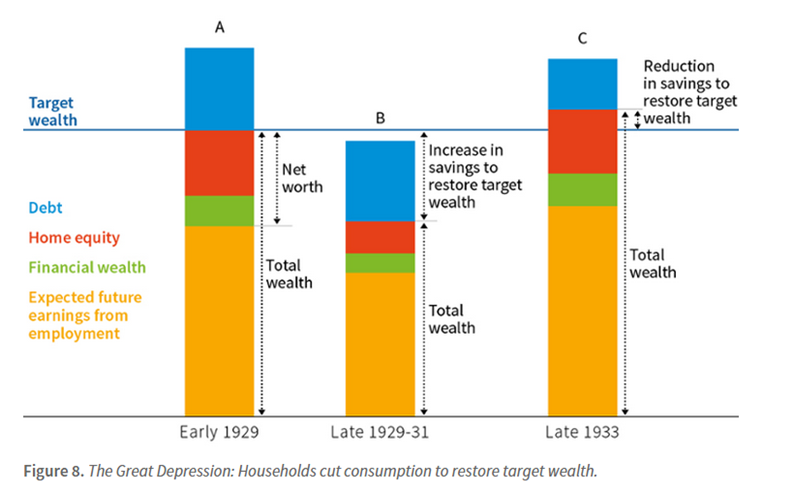 A
B
C
Target
wealth
Net
worth
Increase in
savings to
restore target
wealth
Reduction
in savings to
restore target
wealth
Debt
Home equity
Financial wealth
Expected future
earnings from
employment
Total
wealth
Total
wealth
Total
wealth
Early 1929
Late 1929-31
Late 1933
Figure 8. The Great Depression: Households cut consumption to restore target wealth.